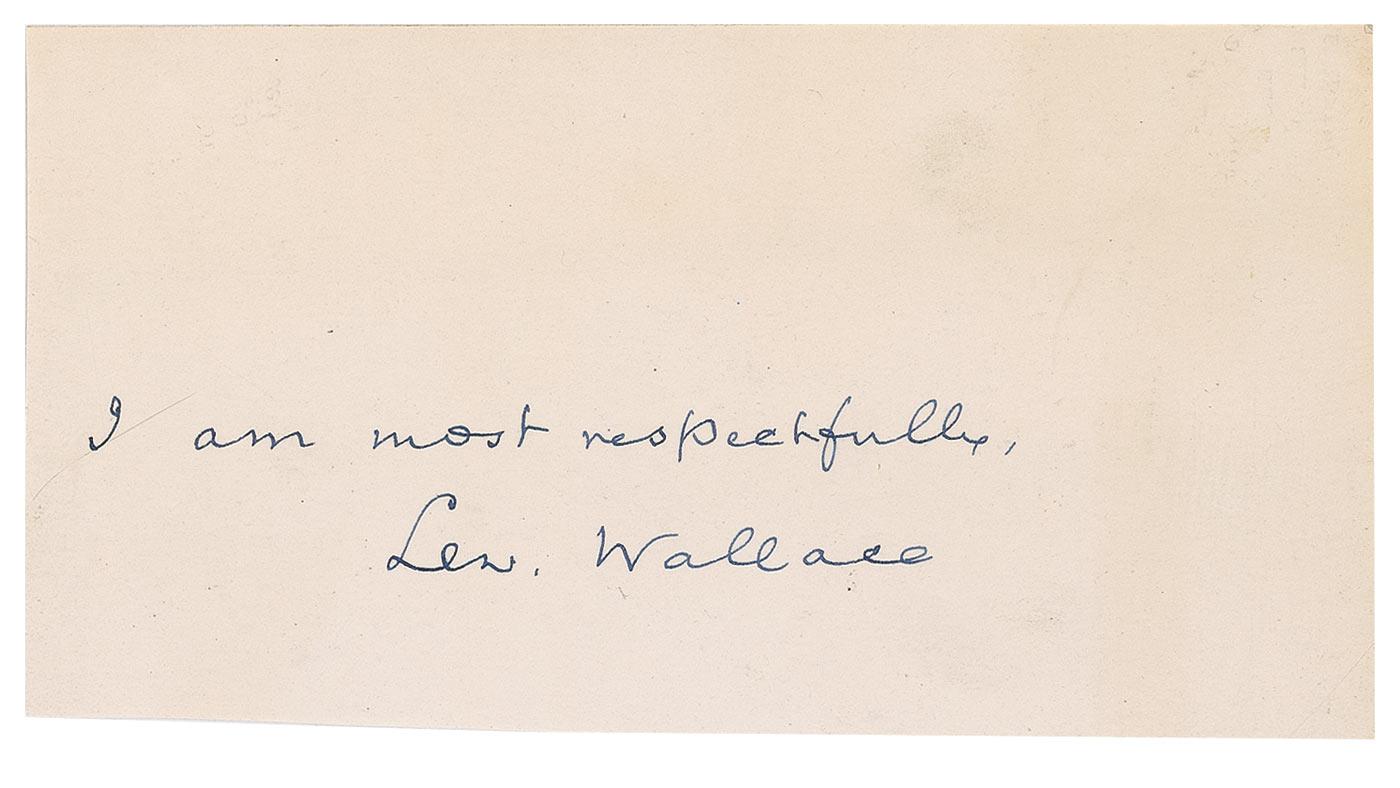 I am most respectfully,
Lew. Wallace